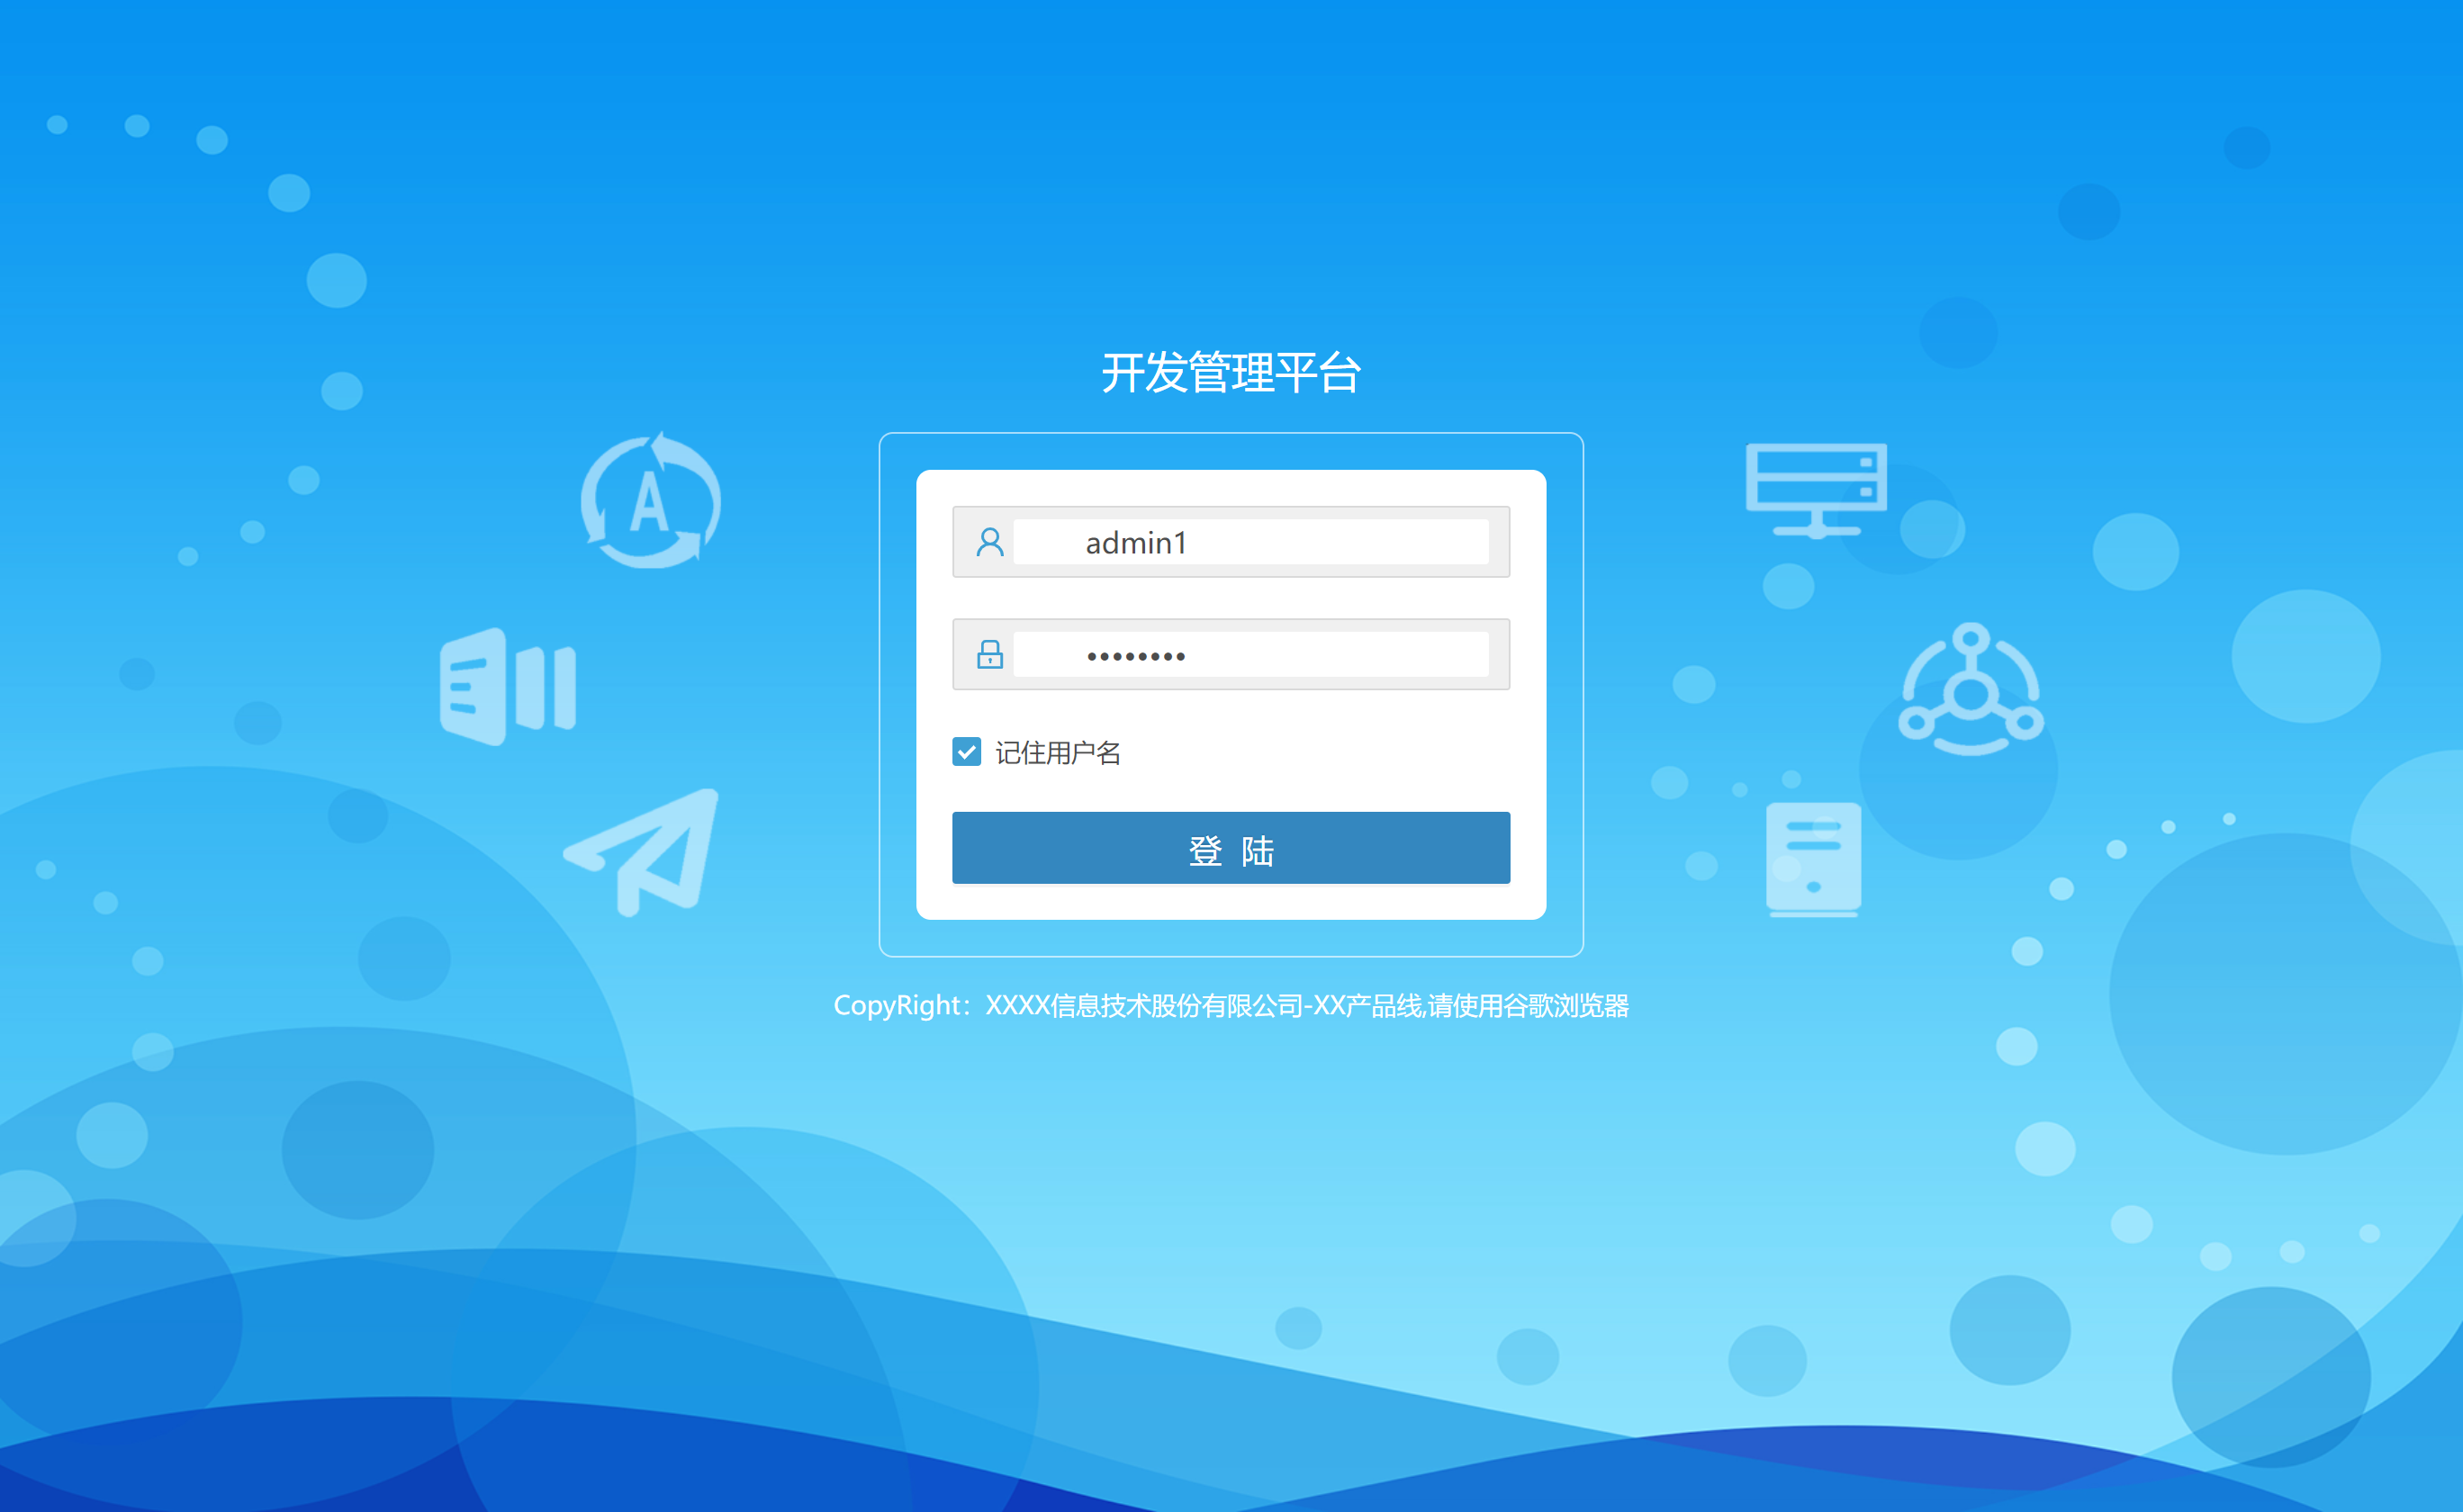 开发管理平台
A
admin1
••••••••
记住用户名
登 陆
CopyRight：XXXX信息技术股份有限公司-XX产品线,请使用谷歌浏览器